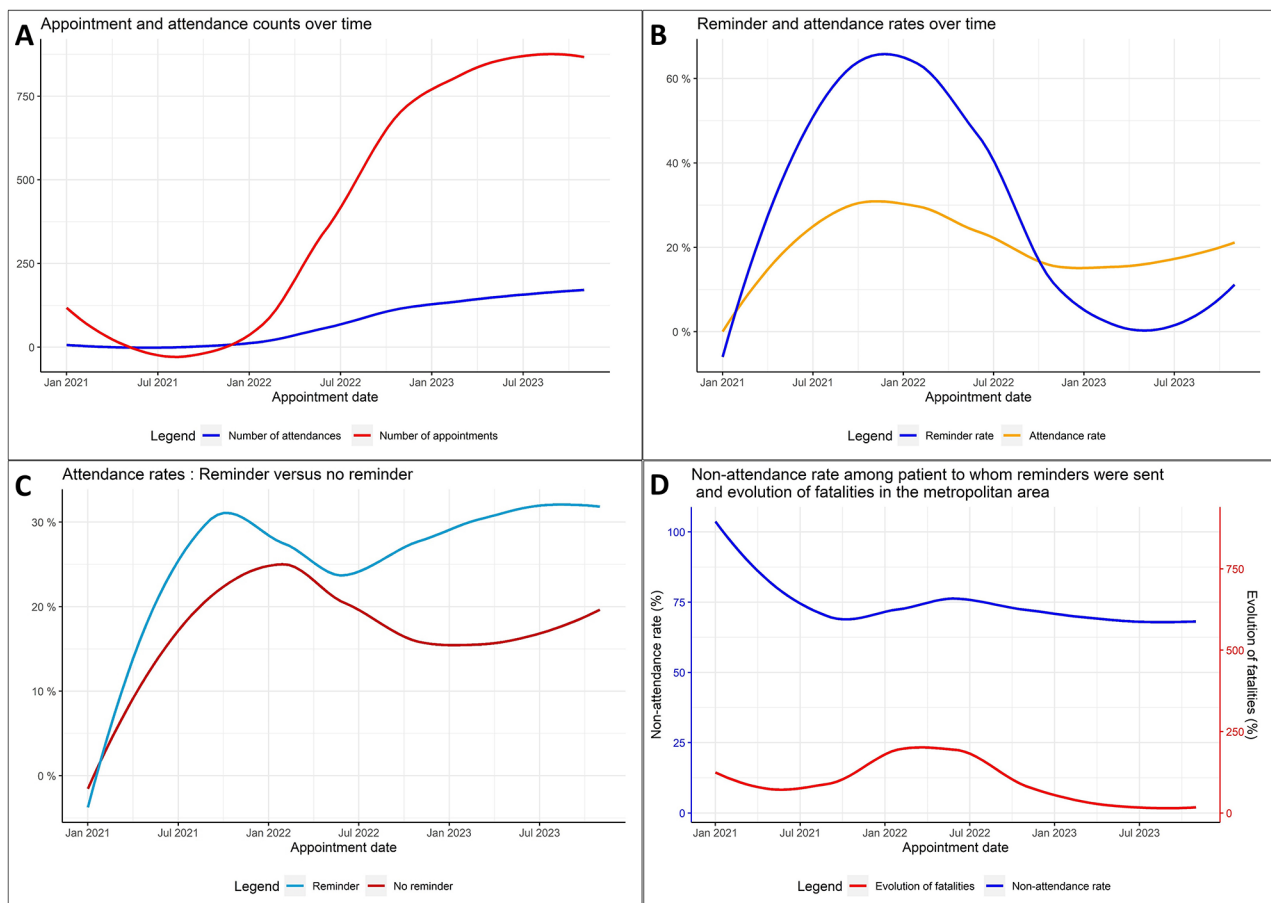 A
Appointment and attendance counts over time
750
500
250
0
Jan 2021 Jul 2021 Jan 2022 Jul 2022 Jan 2023 Jul 2023
Appointment date
Legend Number of attendances Number of appointments
B
Reminder and attendance rates over time
60 %
40 %
20 %
0 %
Jan 2021 Jul 2021 Jan 2022 Jul 2022 Jan 2023 Jul 2023
Appointment date
Legend Reminder rate Attendance rate
C
Attendance rates : Reminder versus no reminder
30 %
20 %
10 %
0 %
Jan 2021 Jul 2021 Jan 2022 Jul 2022 Jan 2023 Jul 2023
Appointment date
Legend Reminder No reminder
D
Non-attendance rate among patient to whom reminders were sent
and evolution of fatalities in the metropolitan area
Non-attendance rate (%)
100
75
50
25
0
750
500
250
0
Evolution of fatalities (%)
Jan 2021 Jul 2021 Jan 2022 Jul 2022 Jan 2023 Jul 2023
Appointment date
Legend Evolution of fatalities Non-attendance rate